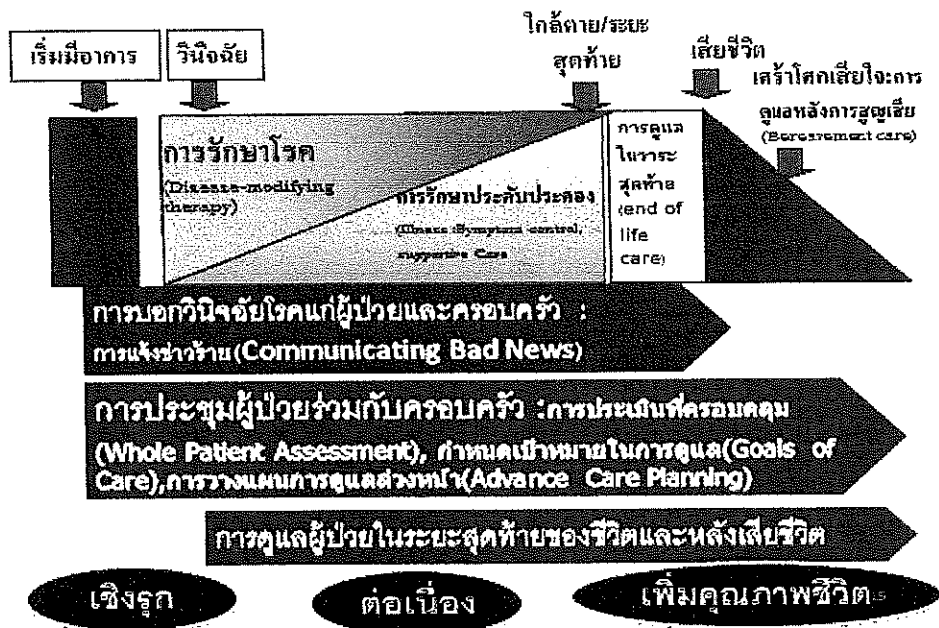 ใกล้ตาย/ระยะ
สุดท้าย
เสียชีวิต
เริ่มมีอาการ
วินิจฉัย
เศร้าโศกเสียใจะการ
ดูแลหลังการสูญเสีย
(Bereavement care)
การรักษาโรค
(Disease-modifying
therapy)
การรักษาประคับประคอง
(Illness :Symptom control,
supportive Care
การดูแล
ในวาระ
สุดท้าย
(end of
life
care)
การบอกวินิจฉัยโรคแก่ผู้ป่วยและครอบครัว :
การแจ้งข่าวร้าย(Communicating Bad News)
การประชุมผู้ป่วยร่วมกับครอบครัว :การประเมินที่ครอบคลุม
(Whole Patient Assessment), กำหนดเป้าหมายในการดูแล(Goals of
Care),การวางแผนการดูแลล่วงหน้า(Advance Care Planning)
การดูแลผู้ป่วยในระยะสุดท้ายของชีวิตและหลังเสียชีวิต
เชิงรุก
ต่อเนื่อง
เพิ่มคุณภาพชีวิต